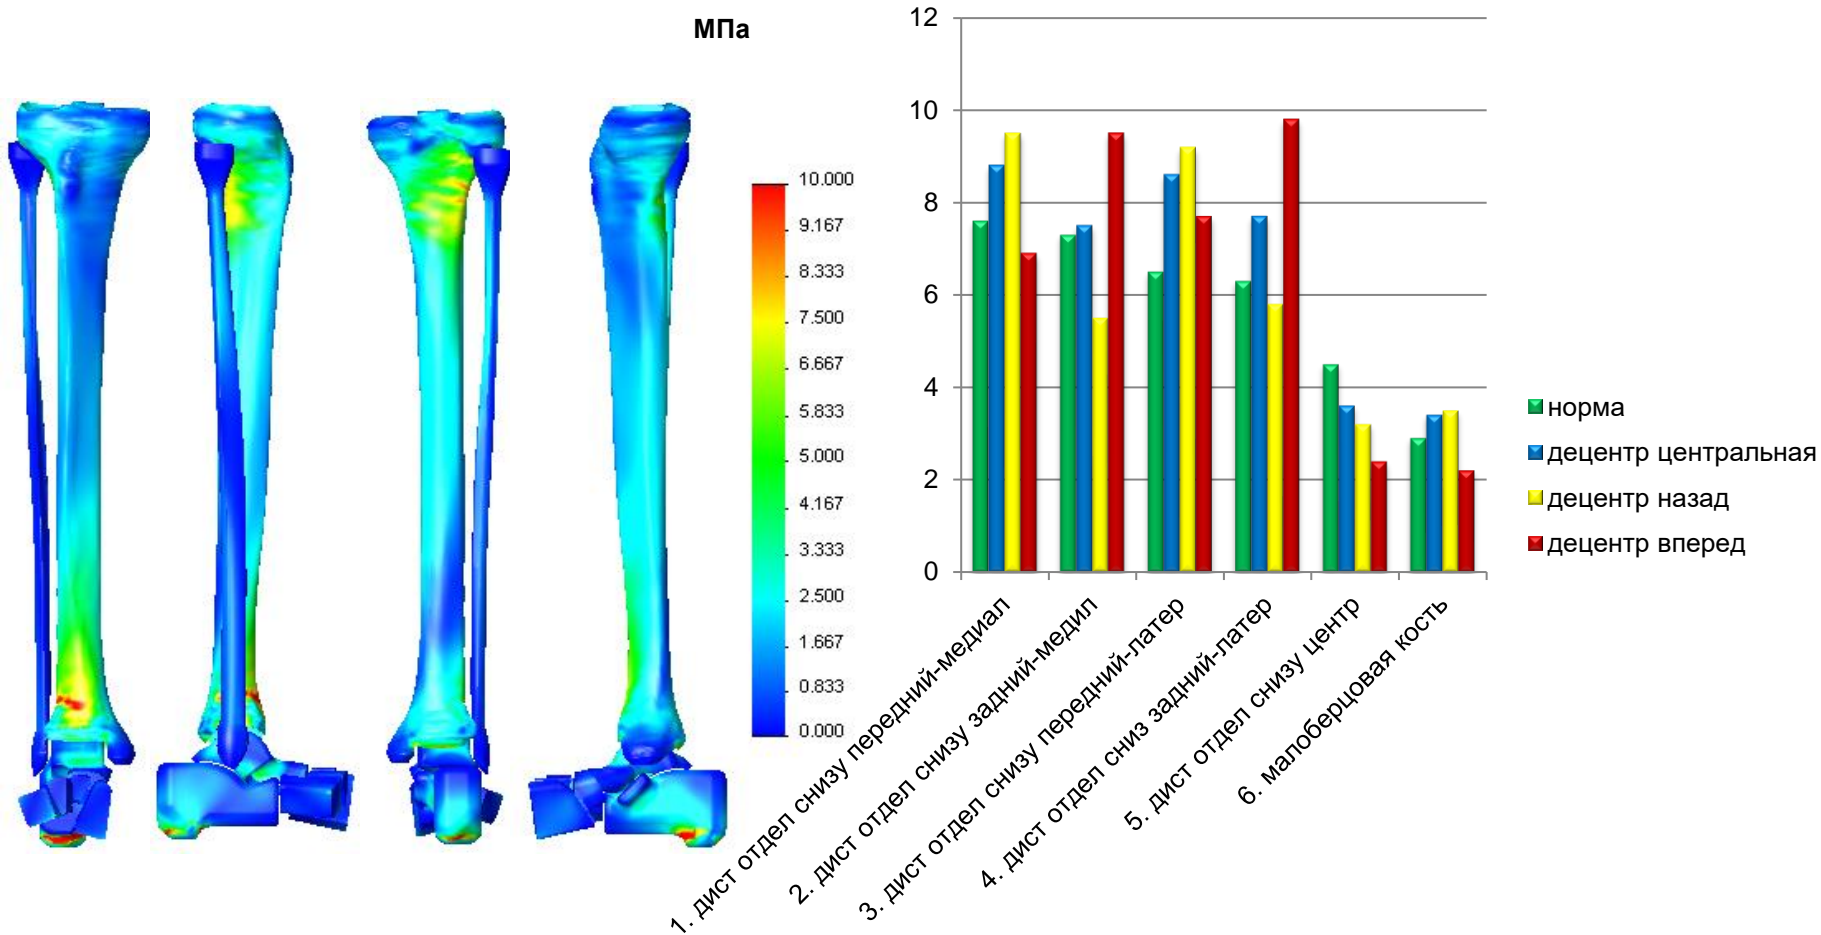 МПа
10.000
9.167
8.333
7.500
6.667
5.833
5.000
4.167
3.333
2.500
1.667
0.833
0.000
12
10
8
6
4
2
0
1. дист отдел снизу передний-медиал
2. дист отдел снизу задний-медил
3. дист отдел снизу передний-латер
4. дист отдел сниз задний-латер
5. дист отдел снизу центр
6. малоберцовая кость
норма
децентр центральная
децентр назад
децентр вперед